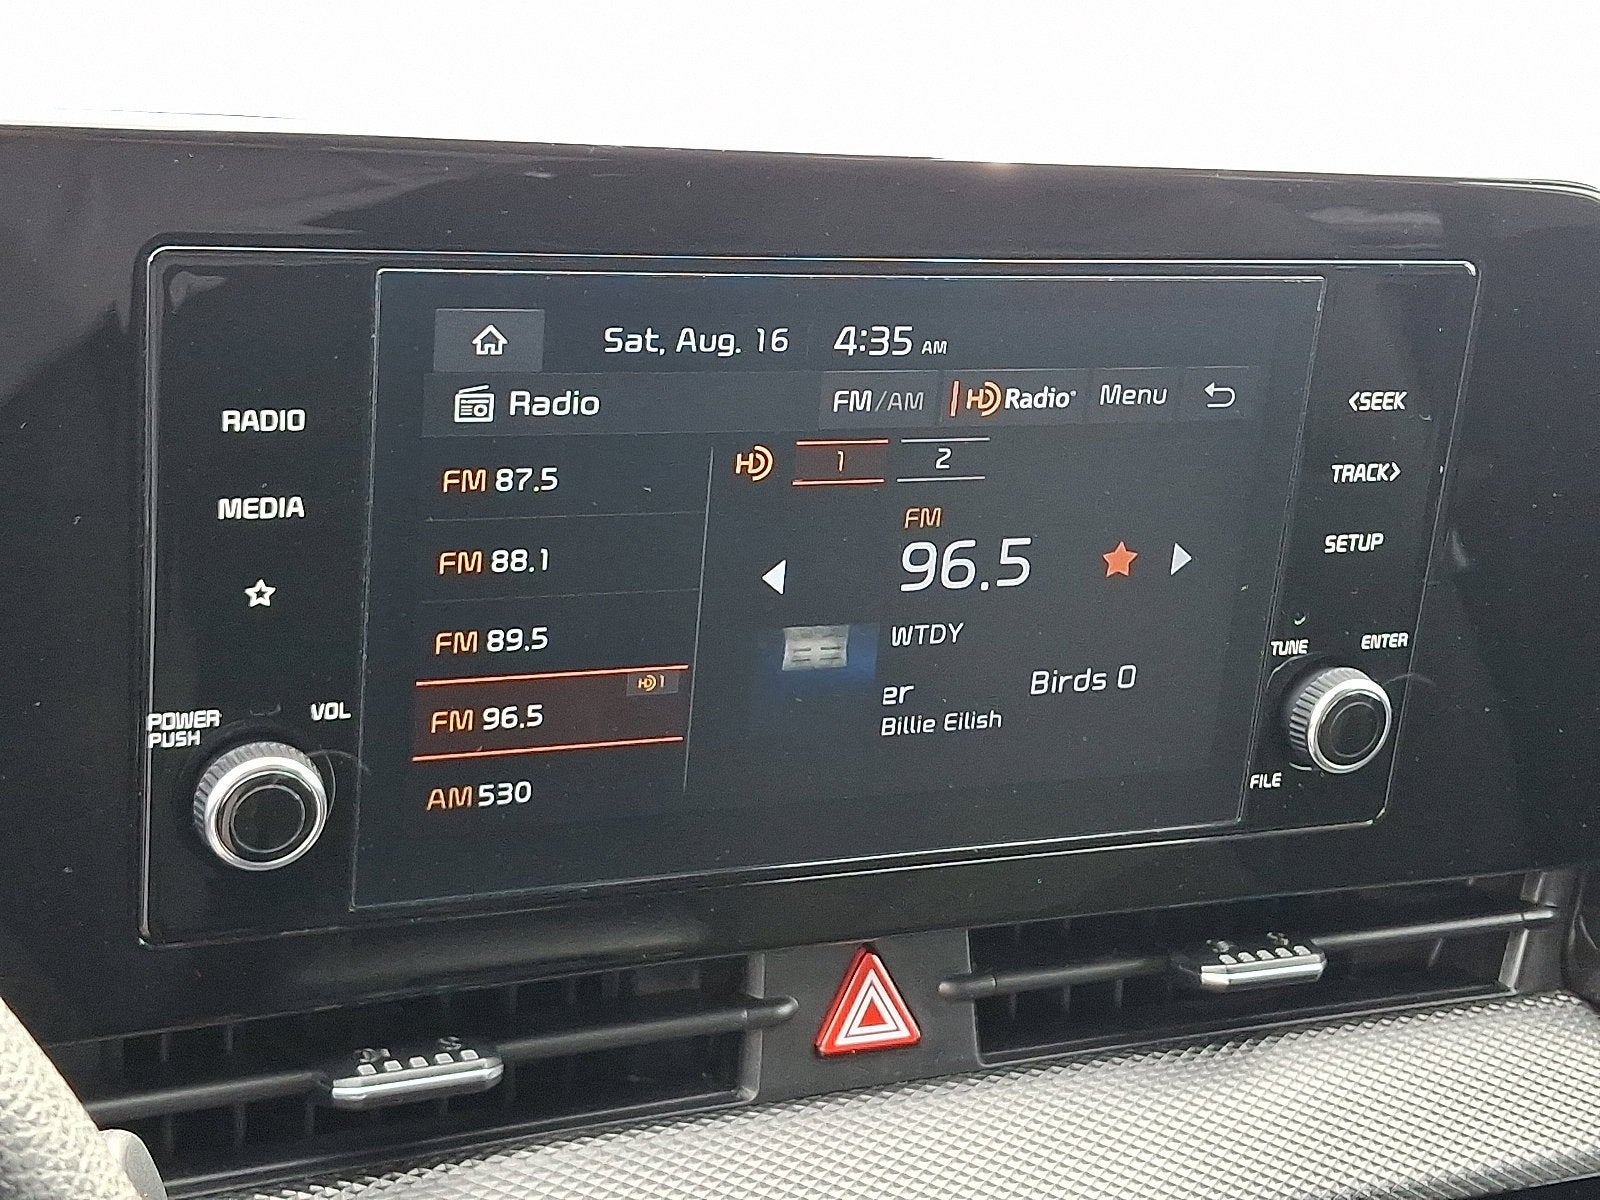 Sat, Aug. 16 4:35 AM
Radio FM/AM HD Radio Menu
RADIO
MEDIA
POWER PUSH
VOL
FM 87.5
FM 88.1
FM 89.5
HD 1
FM 96.5
AM 530
HD 1 2
FM
96.5
WTDY
er Birds O
Billie Eilish
<SEEK
TRACK>
SETUP
TUNE
ENTER
FILE